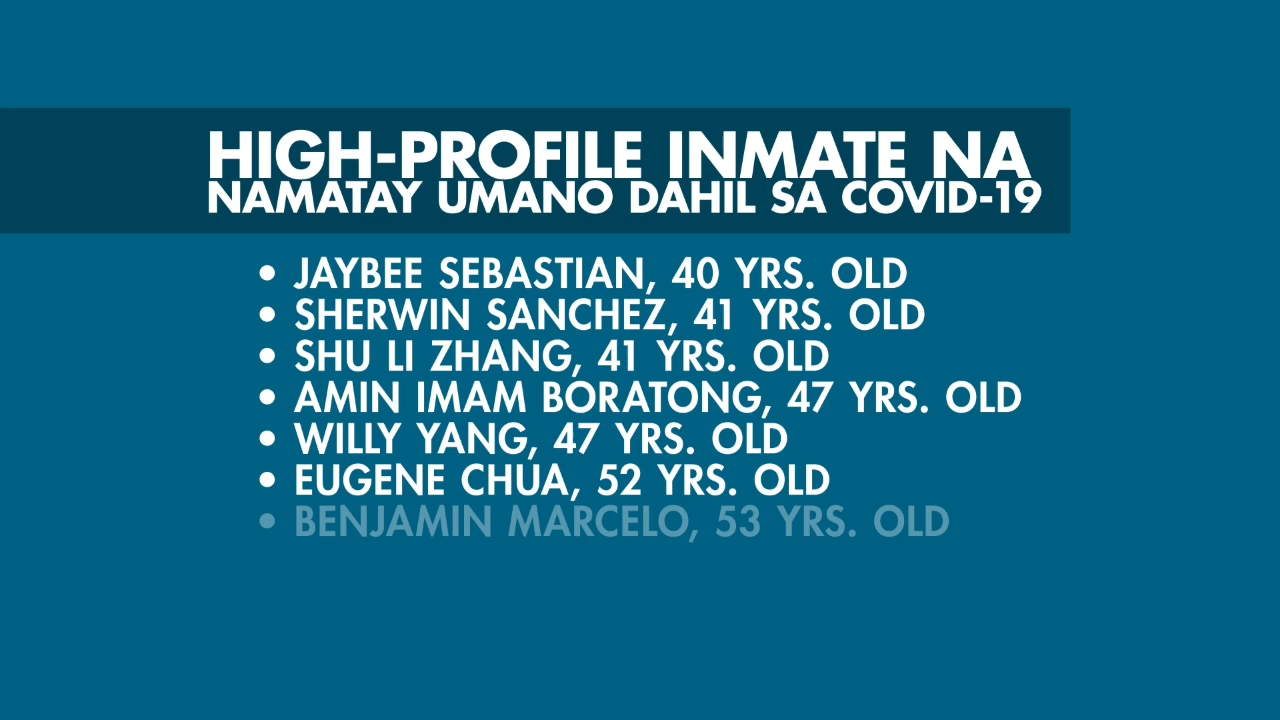 HIGH-PROFILE INMATE NA
NAMATAY UMANO DAHIL SA COVID-19
• JAYBEE SEBASTIAN, 40 YRS. OLD
• SHERWIN SANCHEZ, 41 YRS. OLD
• SHU LI ZHANG, 41 YRS. OLD
• AMIN IMAM BORATONG, 47 YRS. OLD
• WILLY YANG, 47 YRS. OLD
• EUGENE CHUA, 52 YRS. OLD
• BENJAMIN MARCELO, 53 YRS. OLD